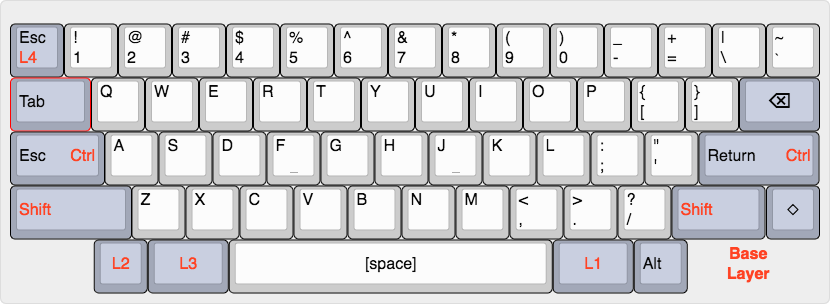 Esc ! @ # $ % ^ & * ( ) _ + | ~
L4 1 2 3 4 5 6 7 8 9 0 - = \ `
Tab Q W E R T Y U I O P { } ⌫
[ ]
Esc Ctrl A S D F G H J K L : " Return Ctrl
_ _ ; '
Shift Z X C V B N M < > ? Shift ◇
, . /
L2 L3 [space] L1 Alt
Base
Layer